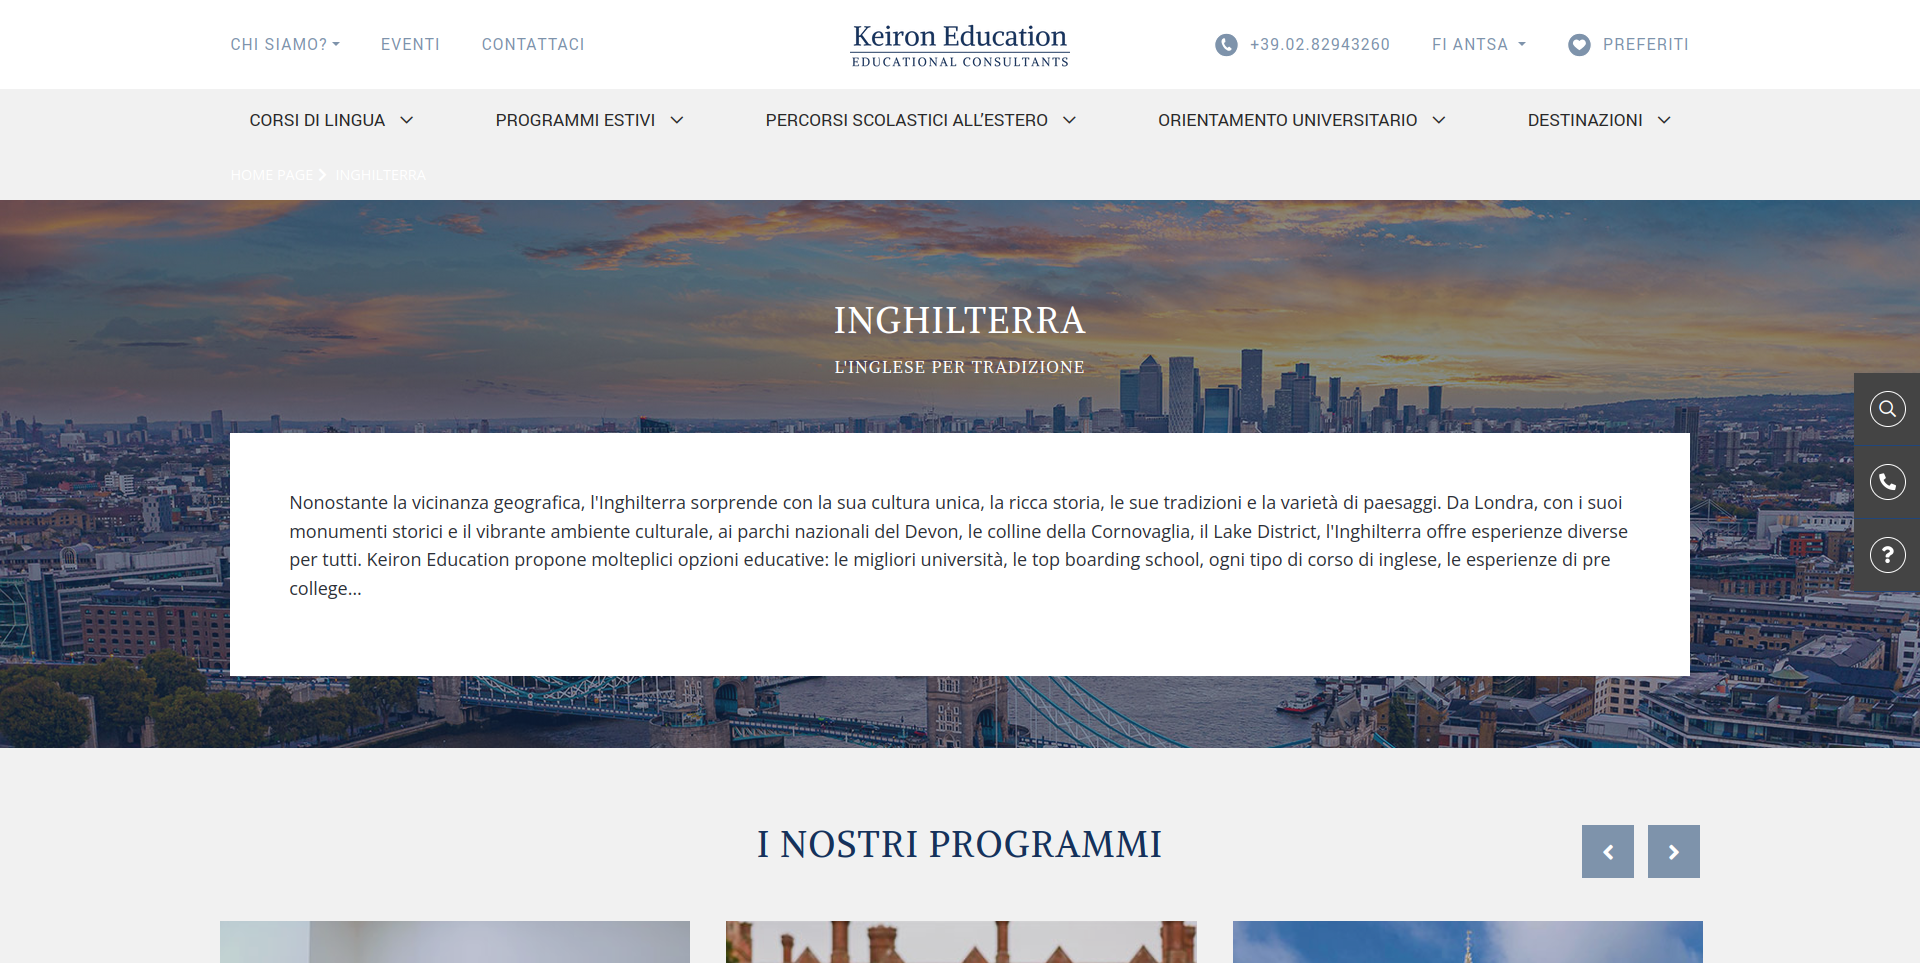 CHI SIAMO?
EVENTI
CONTATTACI
Keiron Education
EDUCATIONAL CONSULTANTS
+39.02.82943260
FI ANTSA
PREFERITI
CORSI DI LINGUA
PROGRAMMI ESTIVI
PERCORSI SCOLASTICI ALL'ESTERO
ORIENTAMENTO UNIVERSITARIO
DESTINAZIONI
HOME PAGE
INGHILTERRA
INGHILTERRA
L'INGLESE PER TRADIZIONE
Nonostante la vicinanza geografica, l'Inghilterra sorprende con la sua cultura unica, la ricca storia, le sue tradizioni e la varietà di paesaggi. Da Londra, con i suoi
monumenti storici e il vibrante ambiente culturale, ai parchi nazionali del Devon, le colline della Cornovaglia, il Lake District, l'Inghilterra offre esperienze diverse
per tutti. Keiron Education propone molteplici opzioni educative: le migliori università, le top boarding school, ogni tipo di corso di inglese, le esperienze di pre
college...
I NOSTRI PROGRAMMI